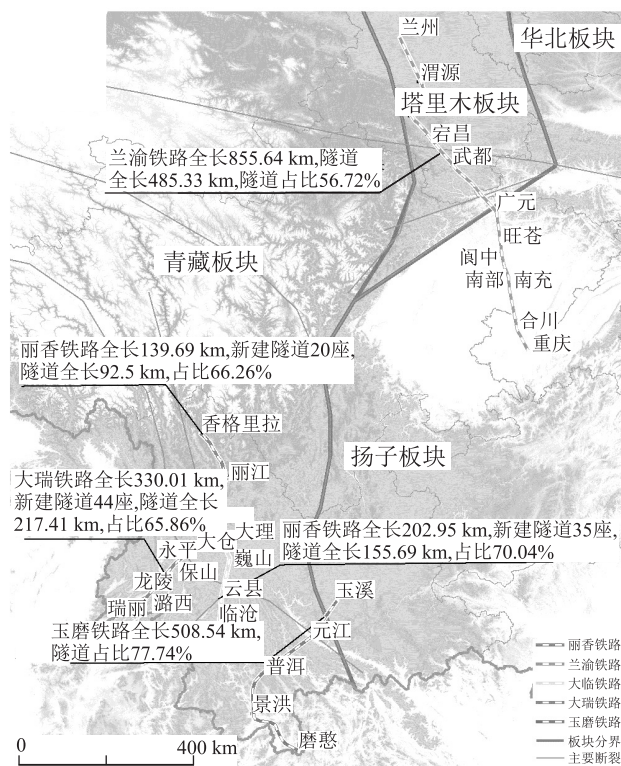 兰州
华北板块
渭源
塔里木板块
宕昌
武都
兰渝铁路全长855.64 km,隧道
全长485.33 km,隧道占比56.72%
广元
旺苍
阆中
南部
南充
青藏板块
合川
重庆
丽香铁路全长139.69 km,新建隧道20座,
隧道全长92.5 km,占比66.26%
香格里拉
丽江
扬子板块
大瑞铁路全长330.01 km,
新建隧道44座,隧道全长
217.41 km,占比65.86%
丽香铁路全长202.95 km,新建隧道35座,
隧道全长155.69 km,占比70.04%
大理
大仓
永平
巍山
保山
龙陵
云县
瑞丽
潞西
临沧
玉溪
玉磨铁路全长508.54 km,
隧道占比77.74%
元江
普洱
景洪
磨憨
丽香铁路
兰渝铁路
大临铁路
大瑞铁路
玉磨铁路
板块分界
主要断裂
0
400 km